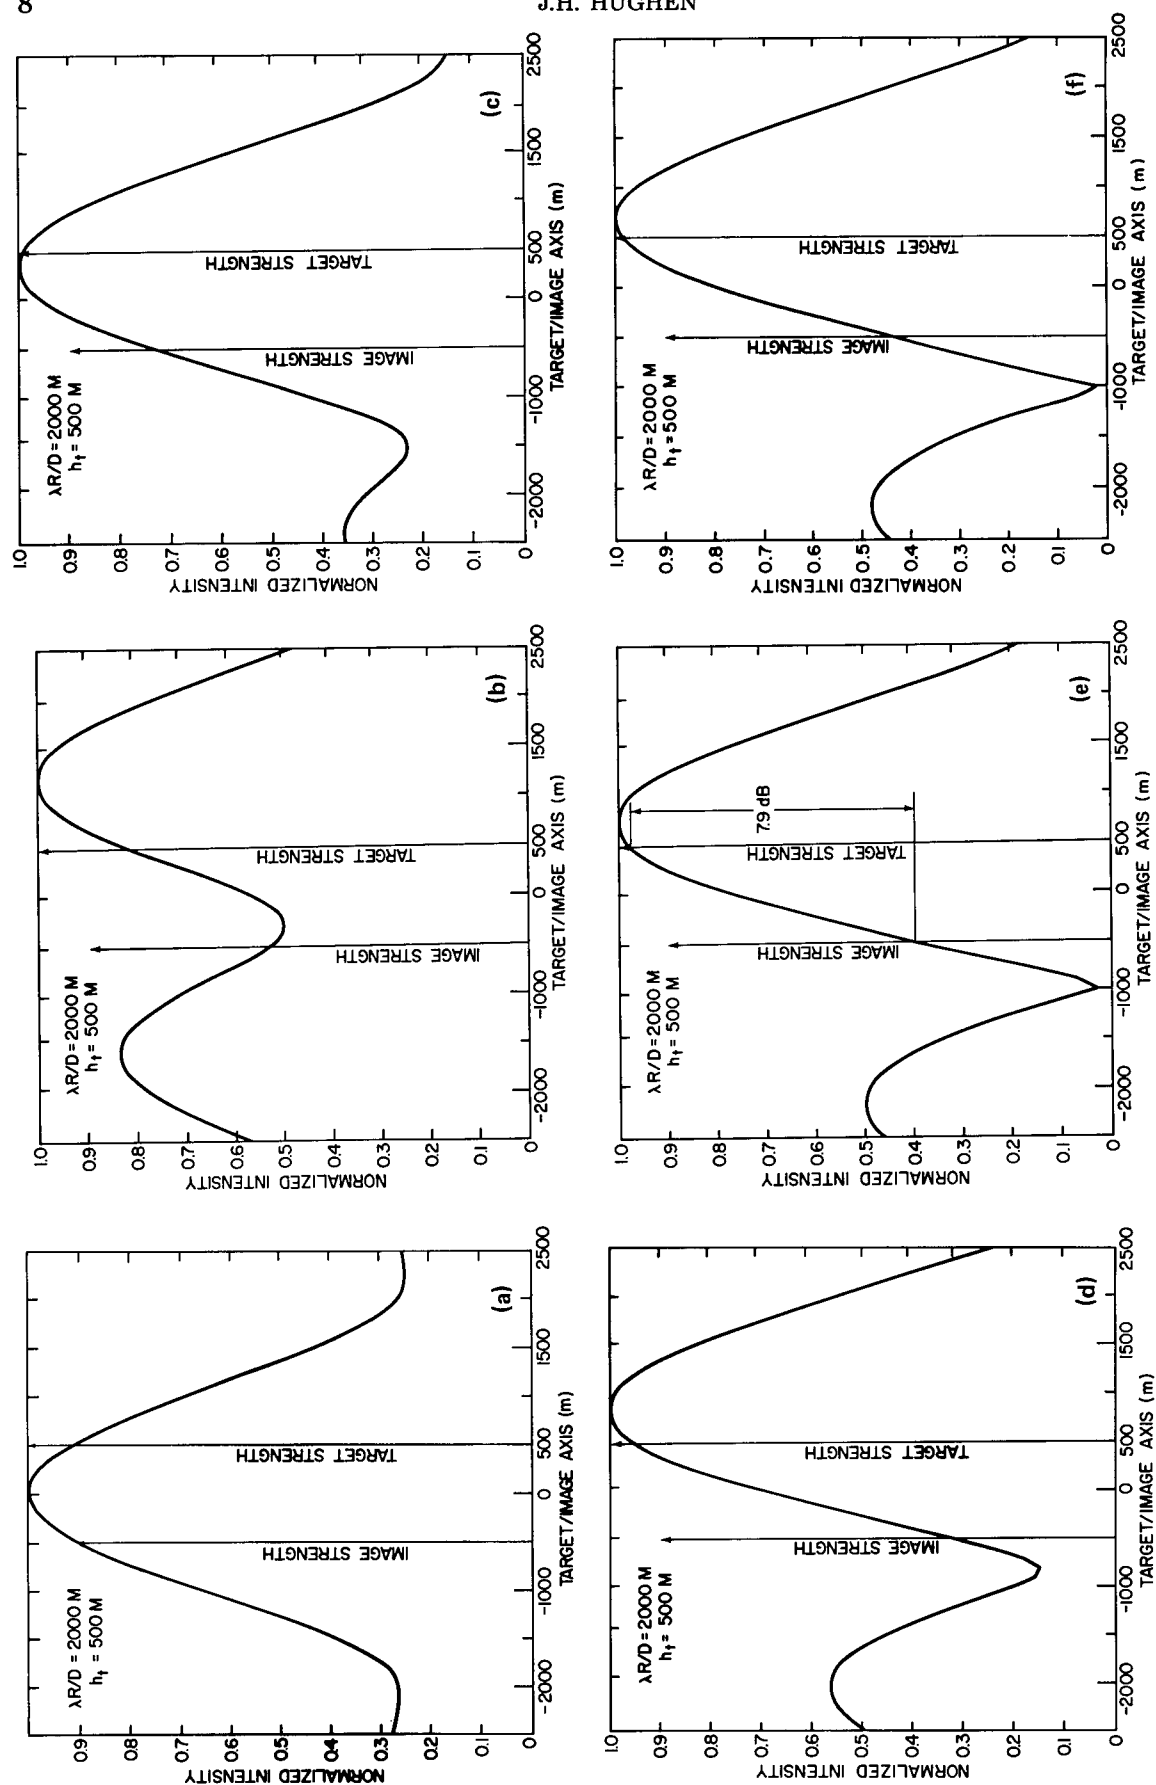 8
J.H. HUGHEN
0.9
0.8
0.7
0.6
0.5
0.4
0.3
0.2
0.1
0
NORMALIZED INTENSITY
λR/D = 2000 M
ht = 500 M
IMAGE STRENGTH
TARGET STRENGTH
(a)
-2000
-1000
0
500
1500
2500
TARGET/IMAGE AXIS (m)
1.0
0.9
0.8
0.7
0.6
0.5
0.4
0.3
0.2
0.1
0
NORMALIZED INTENSITY
λR/D = 2000 M
ht = 500 M
IMAGE STRENGTH
TARGET STRENGTH
(b)
-2000
-1000
0
500
1500
2500
TARGET/IMAGE AXIS (m)
1.0
0.9
0.8
0.7
0.6
0.5
0.4
0.3
0.2
0.1
0
NORMALIZED INTENSITY
λR/D = 2000 M
ht = 500 M
IMAGE STRENGTH
TARGET STRENGTH
(c)
-2000
-1000
0
500
1500
2500
TARGET/IMAGE AXIS (m)
1.0
0.9
0.8
0.7
0.6
0.5
0.4
0.3
0.2
0.1
0
NORMALIZED INTENSITY
λR/D = 2000 M
ht = 500 M
IMAGE STRENGTH
TARGET STRENGTH
(d)
-2000
-1000
0
500
1500
2500
TARGET/IMAGE AXIS (m)
1.0
0.9
0.8
0.7
0.6
0.5
0.4
0.3
0.2
0.1
0
NORMALIZED INTENSITY
λR/D = 2000 M
ht = 500 M
IMAGE STRENGTH
TARGET STRENGTH
7.9 dB
(e)
-2000
-1000
0
500
1500
2500
TARGET/IMAGE AXIS (m)
1.0
0.9
0.8
0.7
0.6
0.5
0.4
0.3
0.2
0.1
0
NORMALIZED INTENSITY
λR/D = 2000 M
ht = 500 M
IMAGE STRENGTH
TARGET STRENGTH
(f)
-2000
-1000
0
500
1500
2500
TARGET/IMAGE AXIS (m)